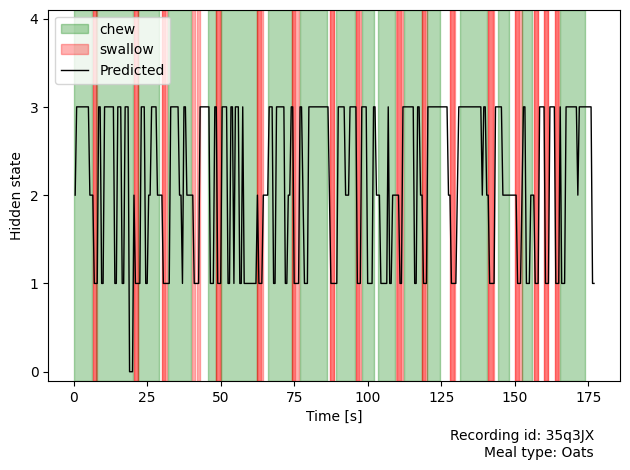 4
3
2
1
0
Hidden state
chew
swallow
Predicted
0 25 50 75 100 125 150 175
Time [s]
Recording id: 35q3JX
Meal type: Oats